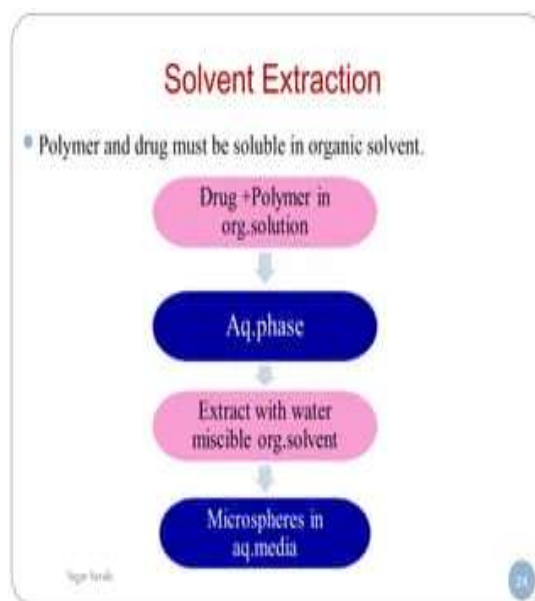 Solvent Extraction
Polymer and drug must be soluble in organic solvent.
Drug +Polymer in
org.solution
Aq.phase
Extract with water
miscible org.solvent
Microspheres in
aq.media
24